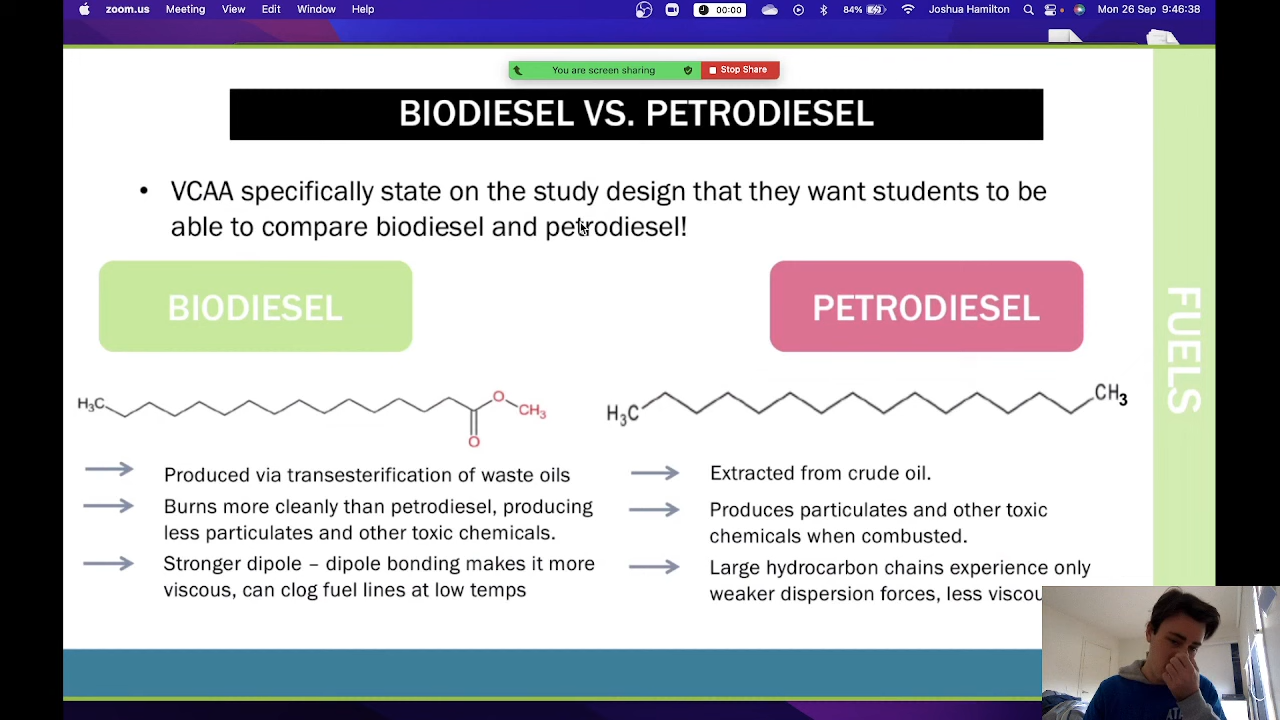 zoom.us Meeting View Edit Window Help 00:00 84% Joshua Hamilton Mon 26 Sep 9:46:38
You are screen sharing Stop Share
BIODIESEL VS. PETRODIESEL
• VCAA specifically state on the study design that they want students to be
able to compare biodiesel and petrodiesel!
BIODIESEL
PETRODIESEL
FUELS
H₃C O CH₃
O
H₃C CH₃
Produced via transesterification of waste oils
Burns more cleanly than petrodiesel, producing
less particulates and other toxic chemicals.
Stronger dipole – dipole bonding makes it more
viscous, can clog fuel lines at low temps
Extracted from crude oil.
Produces particulates and other toxic
chemicals when combusted.
Large hydrocarbon chains experience only
weaker dispersion forces, less